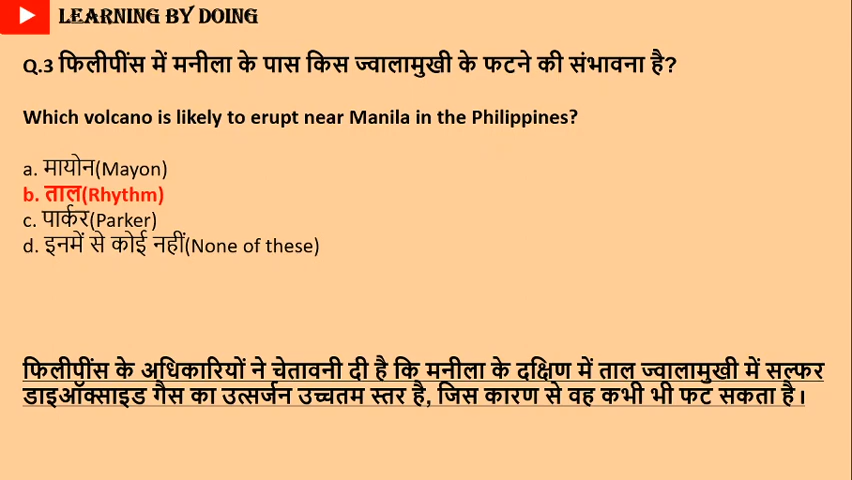 LEARNING BY DOING
Q.3 फिलीपींस में मनीला के पास किस ज्वालामुखी के फटने की संभावना है?
Which volcano is likely to erupt near Manila in the Philippines?
a. मायोन(Mayon)
b. ताल(Rhythm)
c. पार्कर(Parker)
d. इनमें से कोई नहीं(None of these)
फिलीपींस के अधिकारियों ने चेतावनी दी है कि मनीला के दक्षिण में ताल ज्वालामुखी में सल्फर
डाइऑक्साइड गैस का उत्सर्जन उच्चतम स्तर है, जिस कारण से वह कभी भी फट सकता है।